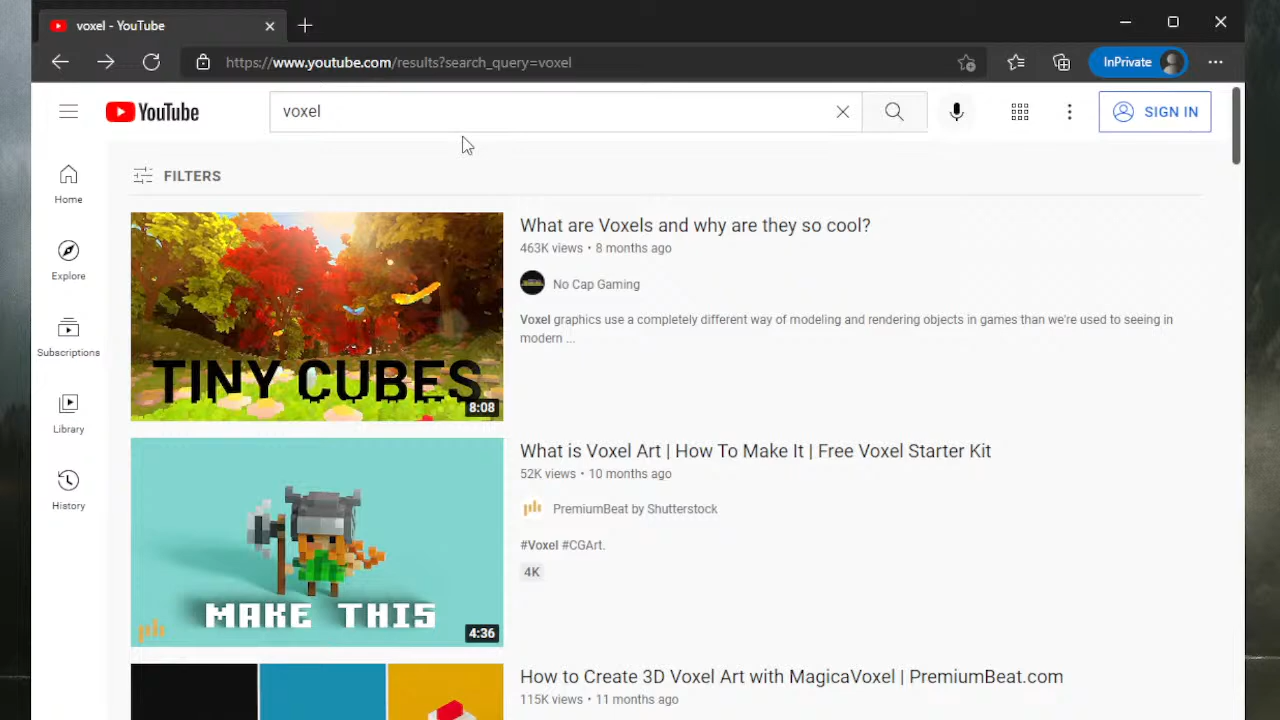 voxel - YouTube
https://www.youtube.com/results?search_query=voxel
InPrivate
YouTube
voxel
SIGN IN
Home
Explore
Subscriptions
Library
History
FILTERS
TINY CUBES
8:08
What are Voxels and why are they so cool?
463K views • 8 months ago
No Cap Gaming
Voxel graphics use a completely different way of modeling and rendering objects in games than we're used to seeing in
modern ...
MAKE THIS
4:36
What is Voxel Art | How To Make It | Free Voxel Starter Kit
52K views • 10 months ago
PremiumBeat by Shutterstock
#Voxel #CGArt.
4K
How to Create 3D Voxel Art with MagicaVoxel | PremiumBeat.com
115K views • 11 months ago